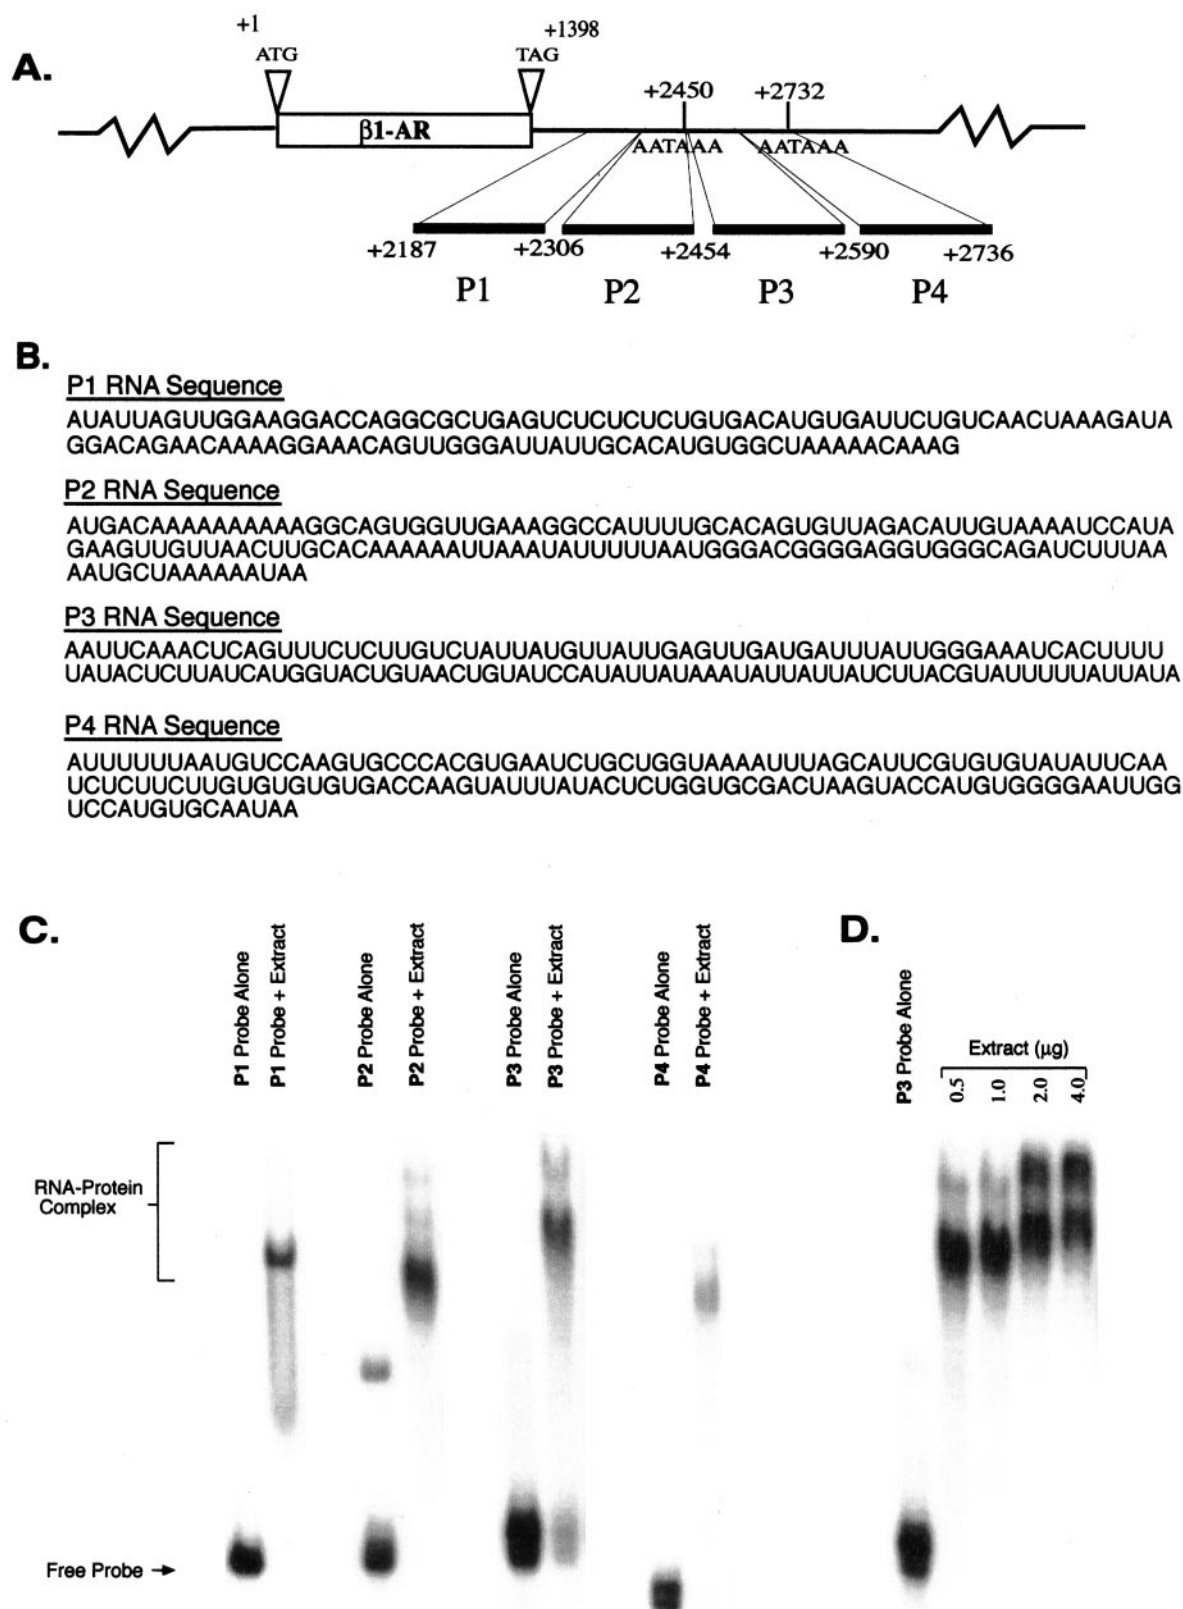 A.
+1
+1398
ATG
TAG
β1-AR
+2450
+2732
AATAAA
AATAAA
+2187
+2306
+2454
+2590
+2736
P1
P2
P3
P4
B.
P1 RNA Sequence
AUAUUAGUUGGAAGGACCAGGCGCUGAGUCUCUCUCUGUGACAUGUGAUUCUGUCAACUAAAGAUA
GGACAGAACAAAAGGAAACAGUUGGGAUUAUUGCACAUGUGGCUAAAAACAAAG
P2 RNA Sequence
AUGACAAAAAAAAAAAGGCAGUGGUUGAAAGGCCAUUUUGCACAGUGUUAGACAUUGUAAAAUCCAUA
GAAGUUGUUAACUUGCACAAAAAAUUAAAUAUUUUUAAUGGGACGGGGAGGUGGGCAGAUCUUUAA
AAUGCUAAAAAAUAA
P3 RNA Sequence
AAUUCAAACUCAGUUUCUCUUGUCUAUUAUGUUAUUGAGUUGAUGAUUUAUUGGGAAAUCACUUUU
UAUACUCUUAUCAUGGUACUGUAACUGUAUCCAUAUUAUAAAUAUUAUUAUCUUACGUAUUUUUAUUAUA
P4 RNA Sequence
AUUUUUUAAUGUCCAAGUGCCCACGUGAAUCUGCUGGUAAAAUUUAGCAUUCGUGUGUAUAUUCAA
UCUCUUCUUGUGUGUGUGACCAAGUAUUUAUACUCUGGUGCGACUAAGUACCAUGUGGGGAAUUGG
UCCAUGUGCAAUAA
C.
P1 Probe Alone
P1 Probe + Extract
P2 Probe Alone
P2 Probe + Extract
P3 Probe Alone
P3 Probe + Extract
P4 Probe Alone
P4 Probe + Extract
RNA-Protein
Complex
Free Probe
D.
P3 Probe Alone
Extract (μg)
0.5
1.0
2.0
4.0